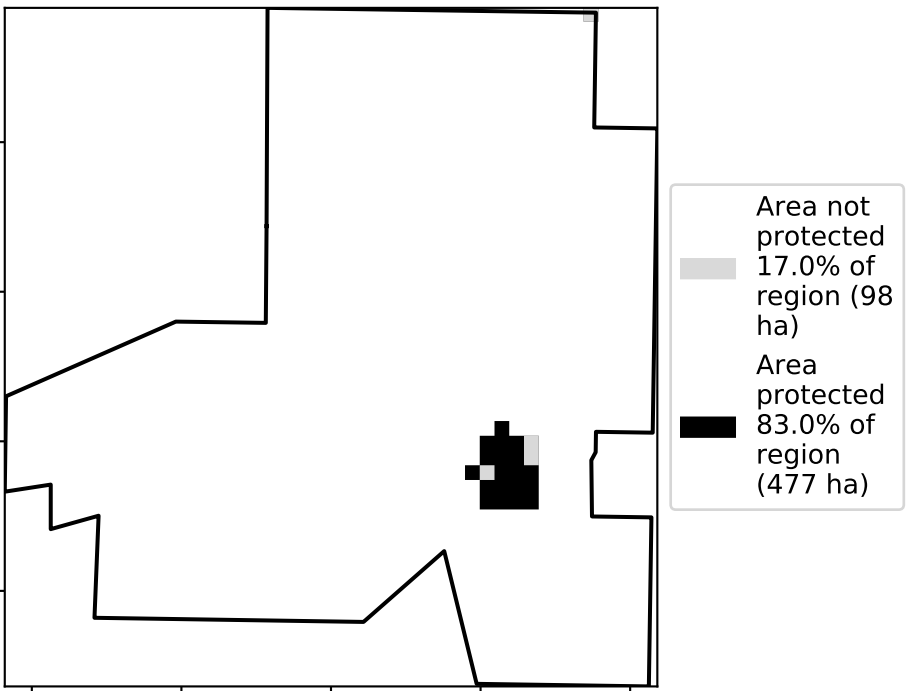 Area not
protected
17.0% of
region (98
ha)
Area
protected
83.0% of
region
(477 ha)